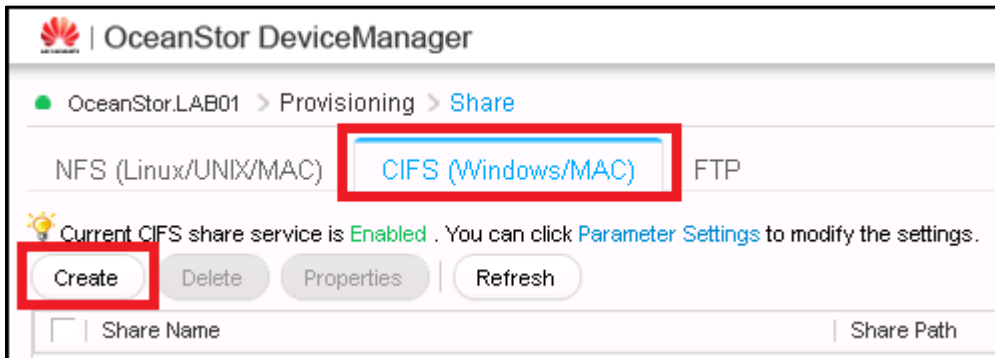 | OceanStor DeviceManager
OceanStor.LAB01 > Provisioning > Share
NFS (Linux/UNIX/MAC) CIFS (Windows/MAC) FTP
Current CIFS share service is Enabled . You can click Parameter Settings to modify the settings.
Create Delete Properties Refresh
Share Name Share Path